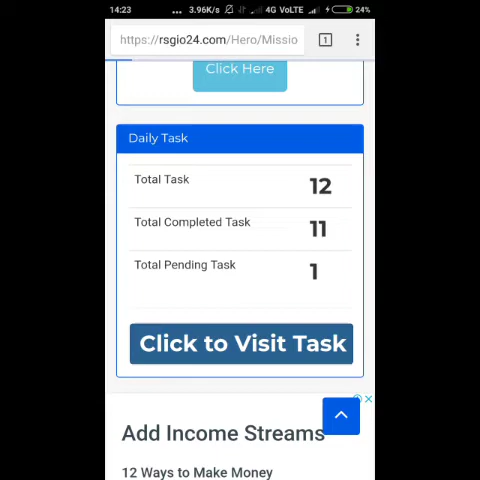 14:23 ... 3.96K/s 4G VoLTE 24%
https://rsgio24.com/Hero/Missio 1
Click Here
Daily Task
Total Task 12
Total Completed Task 11
Total Pending Task 1
Click to Visit Task
Add Income Streams
12 Ways to Make Money